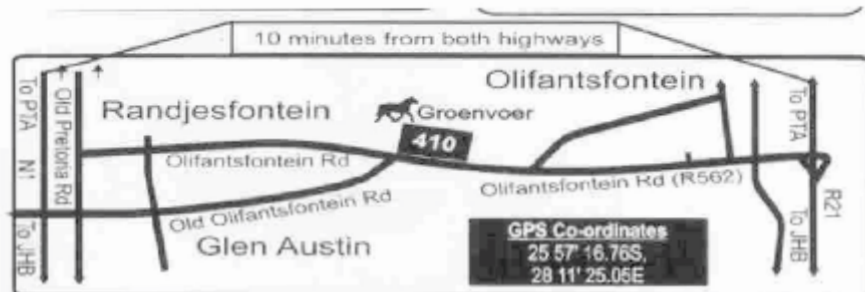 10 minutes from both highways
To PTA
N1
Old Pretoria Rd
To JHB
Randjesfontein
Groenvoer
410
Olifantsfontein
Olifantsfontein Rd
Old Olifantsfontein Rd
Glen Austin
Olifantsfontein Rd (R562)
To PTA
R21
To JHB
GPS Co-ordinates
25 57' 16.76S,
28 11' 25.05E